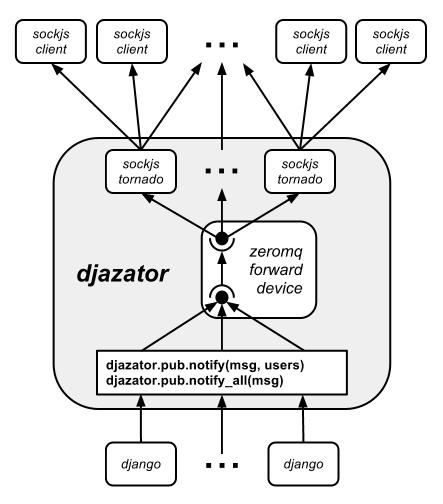 sockjs
client
sockjs
client
...
sockjs
client
sockjs
client
sockjs
tornado
...
sockjs
tornado
djazator
zeromq
forward
device
djazator.pub.notify(msg, users)
djazator.pub.notify_all(msg)
django
...
django